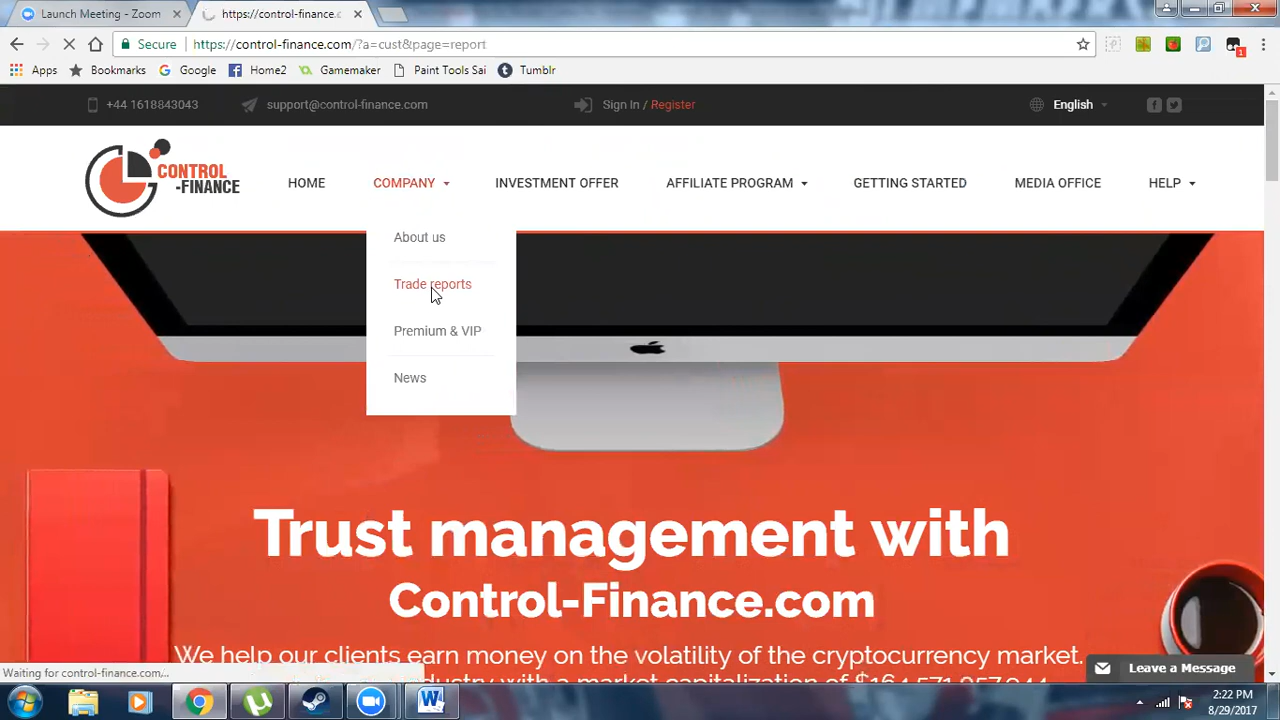 Launch Meeting - Zoom
https://control-finance.c
Secure
https://control-finance.com/?a=cust&page=report
Apps
Bookmarks
Google
Home2
Gamemaker
Paint Tools Sai
Tumblr
1
+44 1618843043
support@control-finance.com
Sign In / Register
English
CONTROL
-FINANCE
HOME
COMPANY
INVESTMENT OFFER
AFFILIATE PROGRAM
GETTING STARTED
MEDIA OFFICE
HELP
About us
Trade reports
Premium & VIP
News
Trust management with
Control-Finance.com
We help our clients earn money on the volatility of the cryptocurrency market.
industry with a market capitalization of $164 571 957 944
Waiting for control-finance.com/...
Leave a Message
2:22 PM
8/29/2017